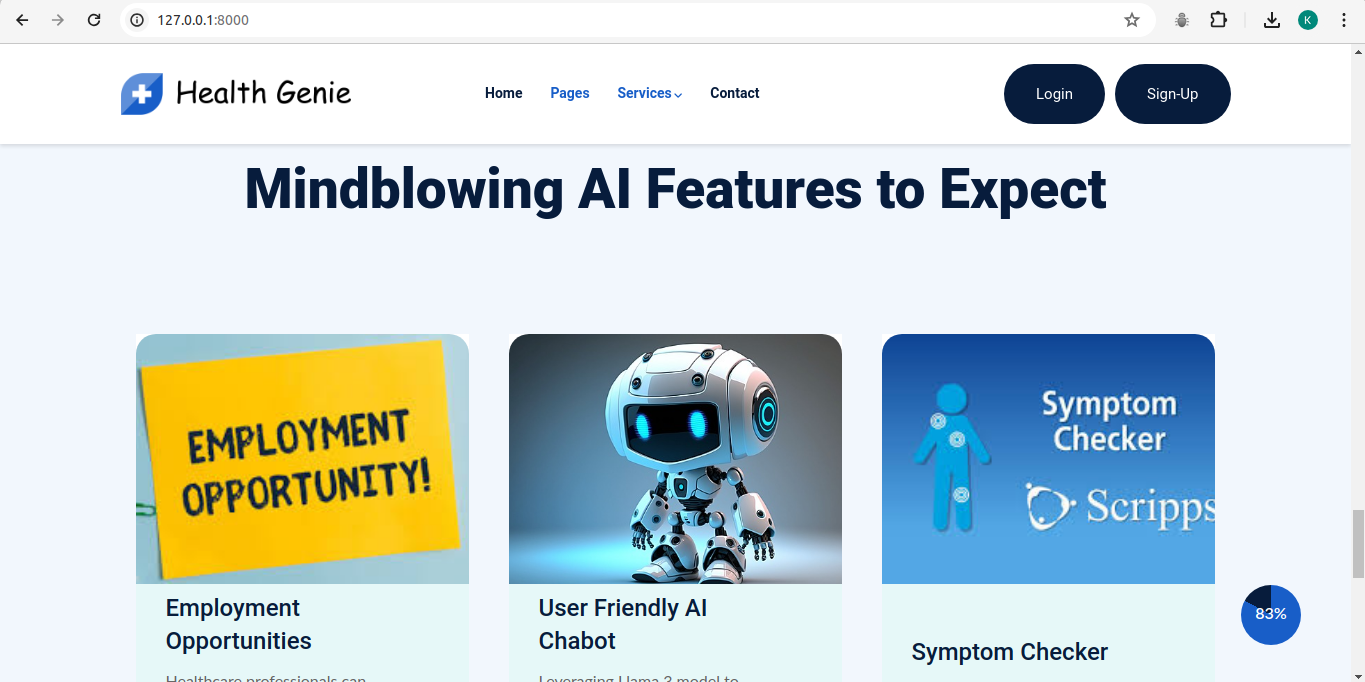 127.0.0.1:8000
K
Health Genie
Home Pages Services Contact
Login Sign-Up
Mindblowing AI Features to Expect
EMPLOYMENT
OPPORTUNITY!
Symptom
Checker
Scripps
Employment
Opportunities
User Friendly AI
Chabot
Symptom Checker
83%
Healthcare professionals can
Leveraging Llama 3 model to